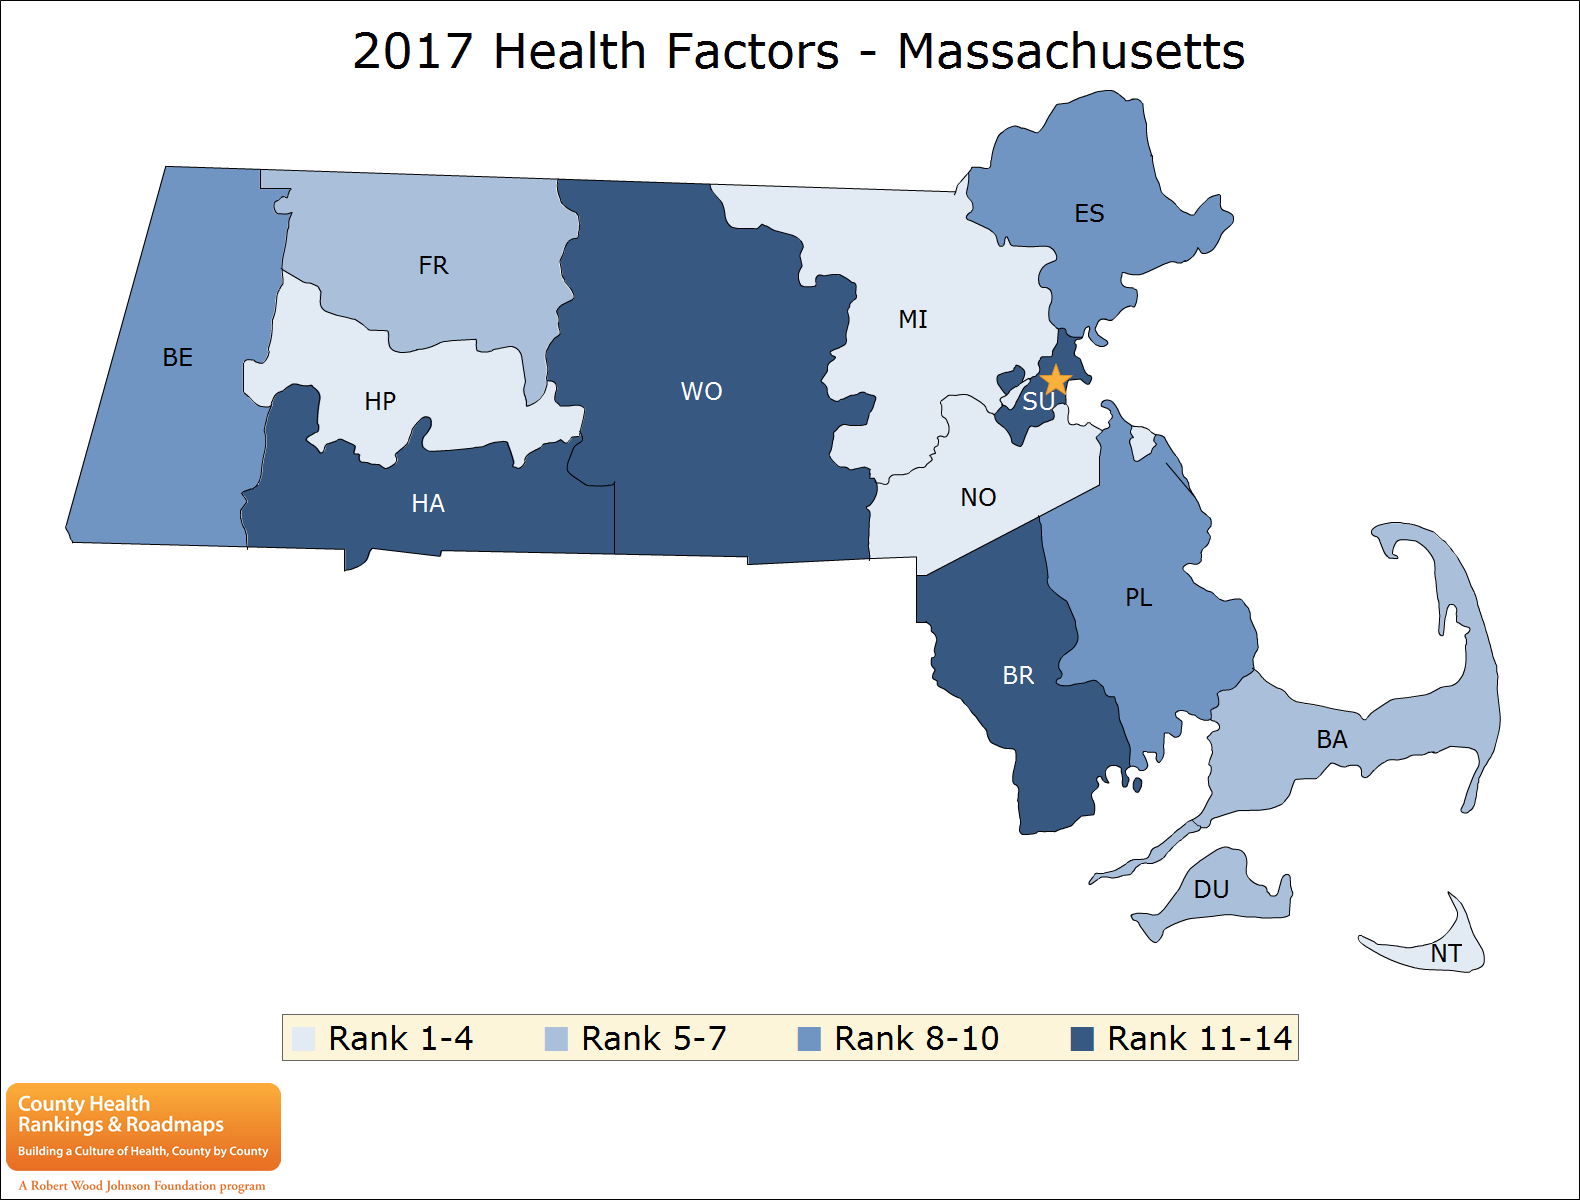 2017 Health Factors - Massachusetts
ES
FR
MI
BE
WO
HP
SU
HA
NO
PL
BR
BA
DU
NT
Rank 1-4 Rank 5-7 Rank 8-10 Rank 11-14
County Health
Rankings & Roadmaps
Building a Culture of Health, County by County
A Robert Wood Johnson Foundation program